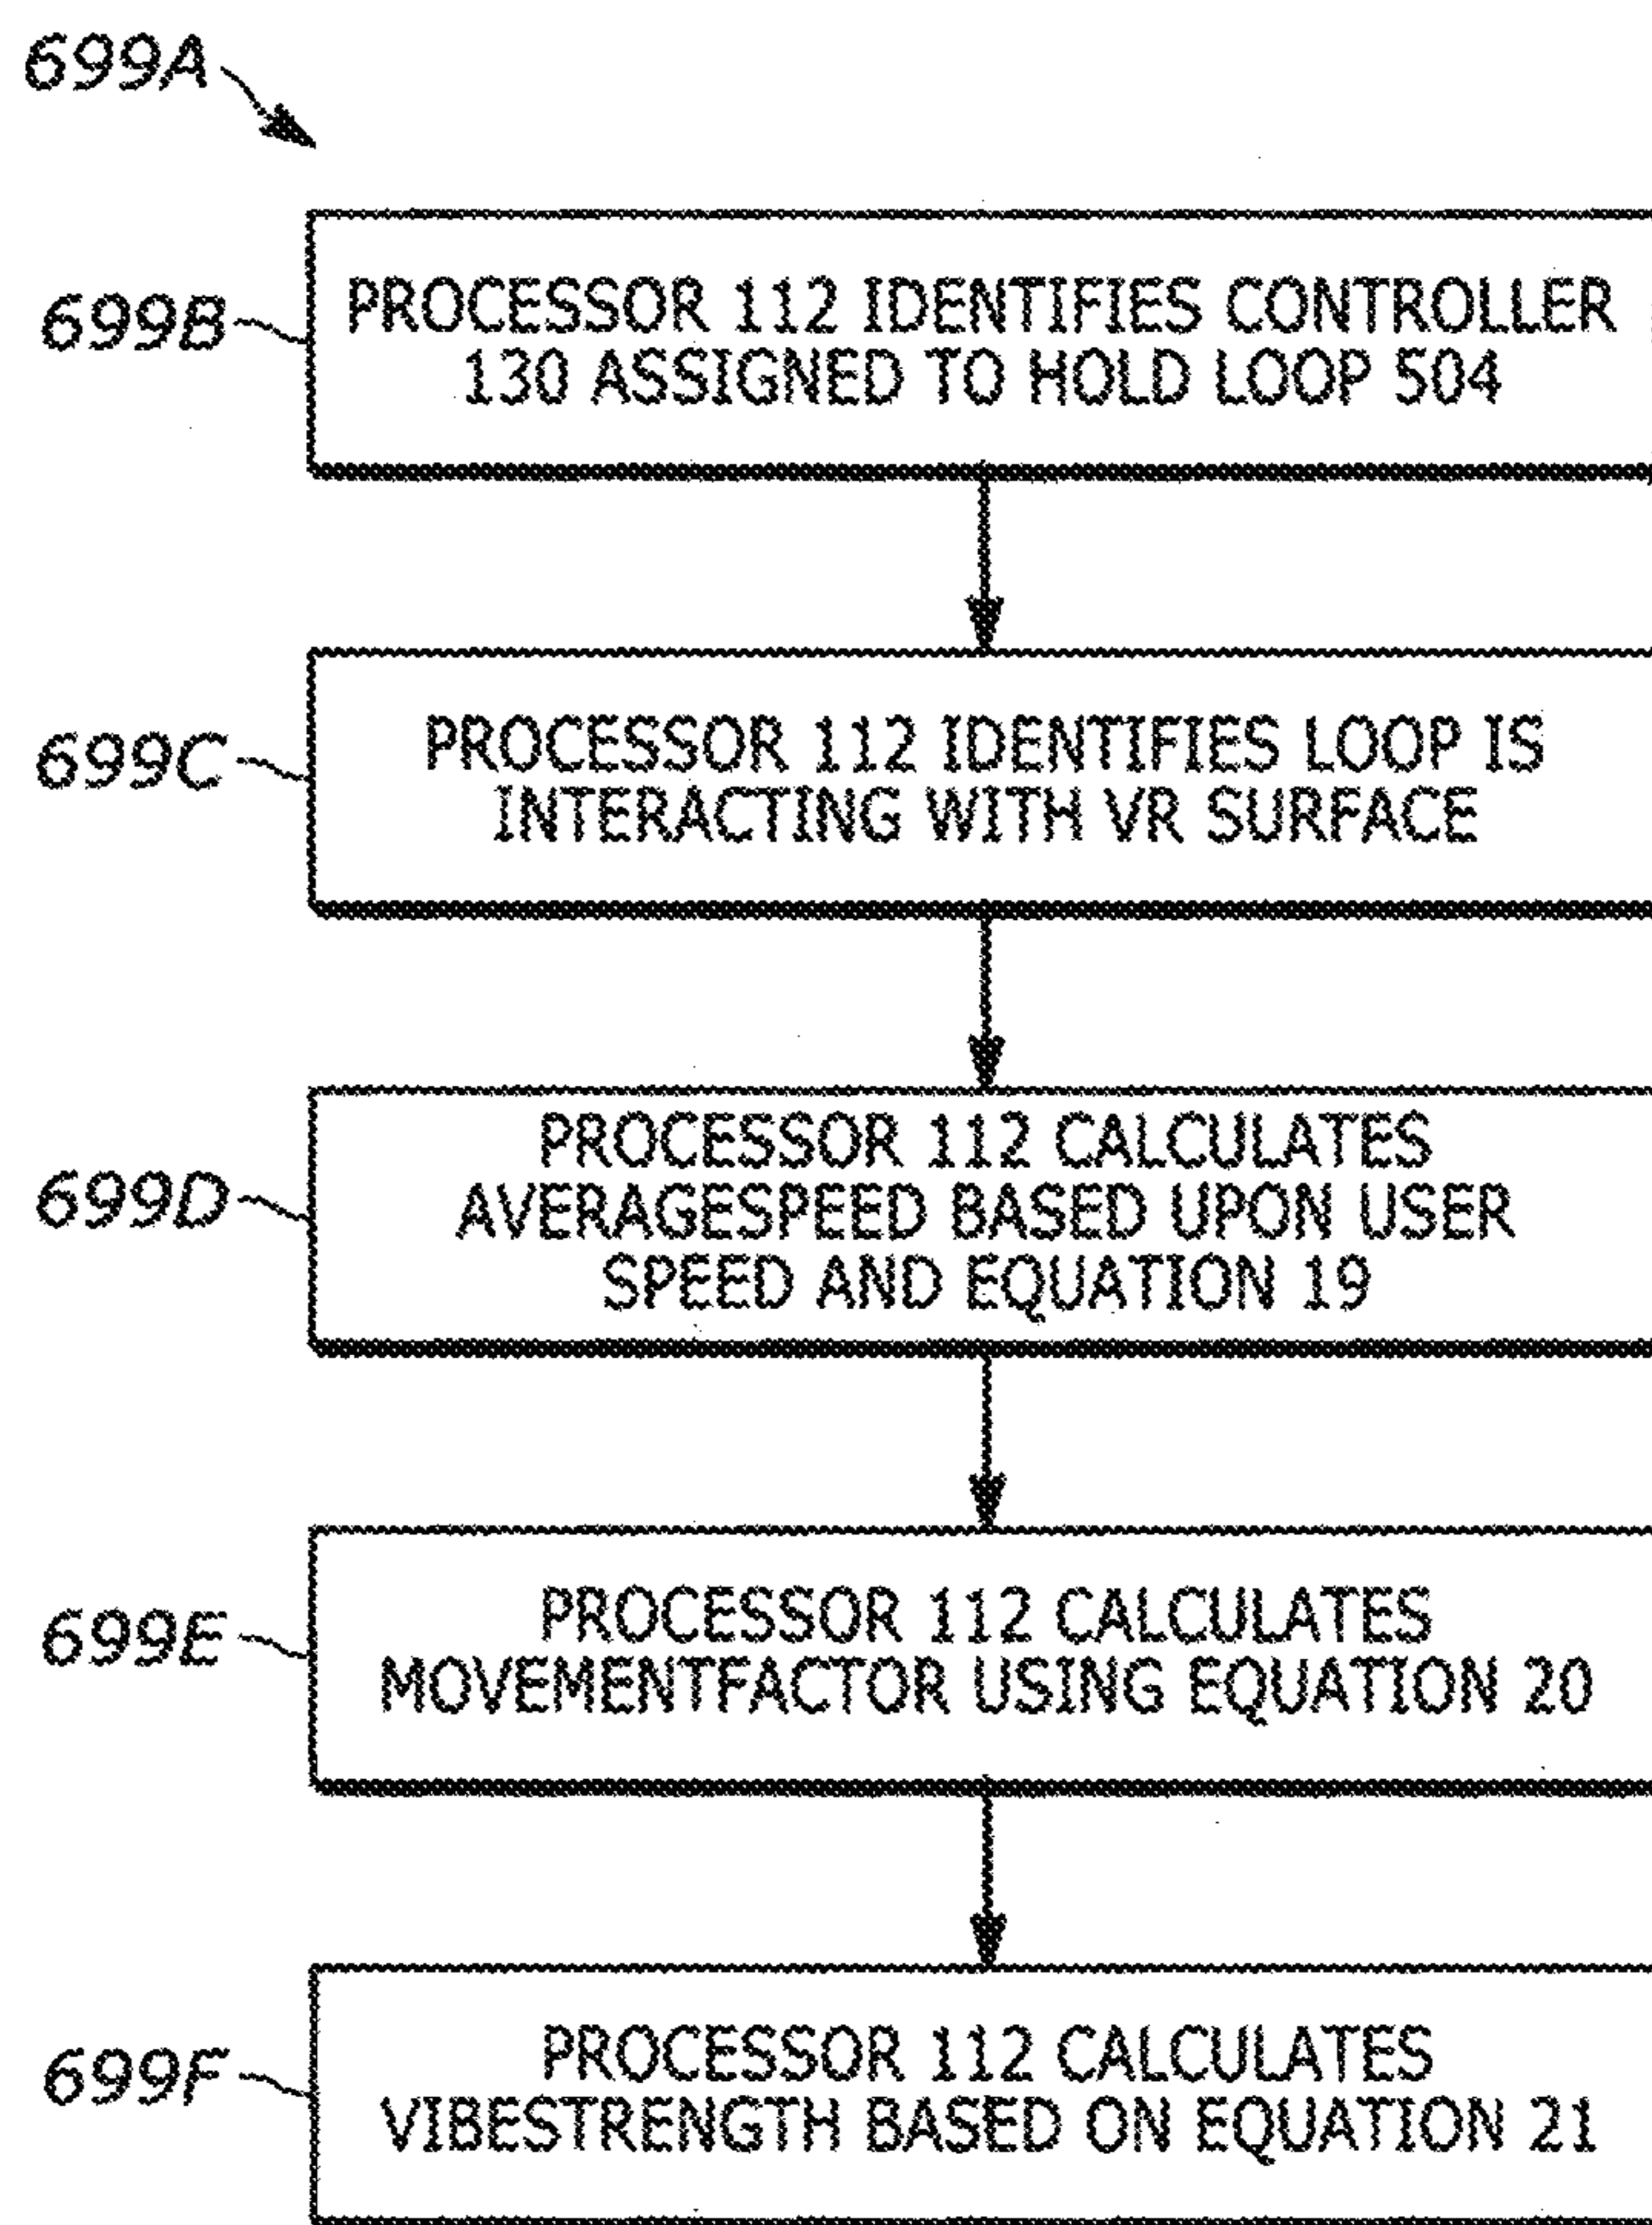 699A
699B
PROCESSOR 112 IDENTIFIES CONTROLLER
130 ASSIGNED TO HOLD LOOP 504
699C
PROCESSOR 112 IDENTIFIES LOOP IS
INTERACTING WITH VR SURFACE
699D
PROCESSOR 112 CALCULATES
AVERAGESPEED BASED UPON USER
SPEED AND EQUATION 19
699E
PROCESSOR 112 CALCULATES
MOVEMENTFACTOR USING EQUATION 20
699F
PROCESSOR 112 CALCULATES
VIBESTRENGTH BASED ON EQUATION 21